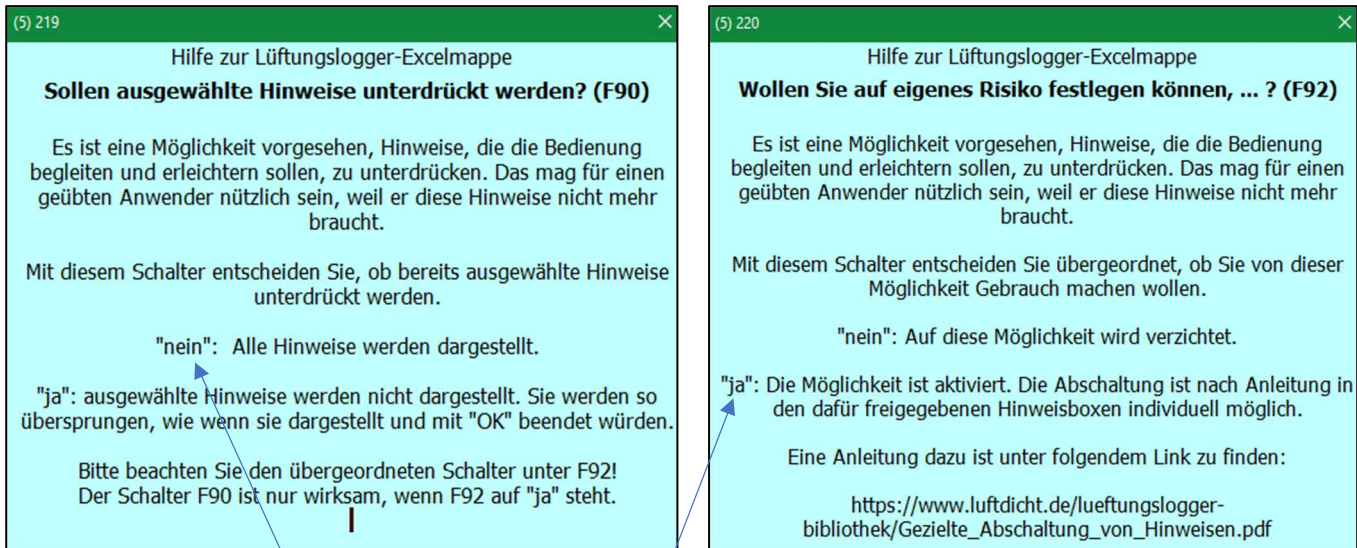 (5) 219
Hilfe zur Lüftungslogger-Excelmappe
Sollen ausgewählte Hinweise unterdrückt werden? (F90)
Es ist eine Möglichkeit vorgesehen, Hinweise, die die Bedienung
begleiten und erleichtern sollen, zu unterdrücken. Das mag für einen
geübten Anwender nützlich sein, weil er diese Hinweise nicht mehr
braucht.
Mit diesem Schalter entscheiden Sie, ob bereits ausgewählte Hinweise
unterdrückt werden.
"nein": Alle Hinweise werden dargestellt.
"ja": ausgewählte Hinweise werden nicht dargestellt. Sie werden so
übersprungen, wie wenn sie dargestellt und mit "OK" beendet würden.
Bitte beachten Sie den übergeordneten Schalter unter F92!
Der Schalter F90 ist nur wirksam, wenn F92 auf "ja" steht.
(5) 220
Hilfe zur Lüftungslogger-Excelmappe
Wollen Sie auf eigenes Risiko festlegen können, ... ? (F92)
Es ist eine Möglichkeit vorgesehen, Hinweise, die die Bedienung
begleiten und erleichtern sollen, zu unterdrücken. Das mag für einen
geübten Anwender nützlich sein, weil er diese Hinweise nicht mehr
braucht.
Mit diesem Schalter entscheiden Sie übergeordnet, ob Sie von dieser
Möglichkeit Gebrauch machen wollen.
"nein": Auf diese Möglichkeit wird verzichtet.
"ja": Die Möglichkeit ist aktiviert. Die Abschaltung ist nach Anleitung in
den dafür freigegebenen Hinweisboxen individuell möglich.
Eine Anleitung dazu ist unter folgendem Link zu finden:
https://www.luftdicht.de/lueftungslogger-
bibliothek/Gezielte_Abschaltung_von_Hinweisen.pdf